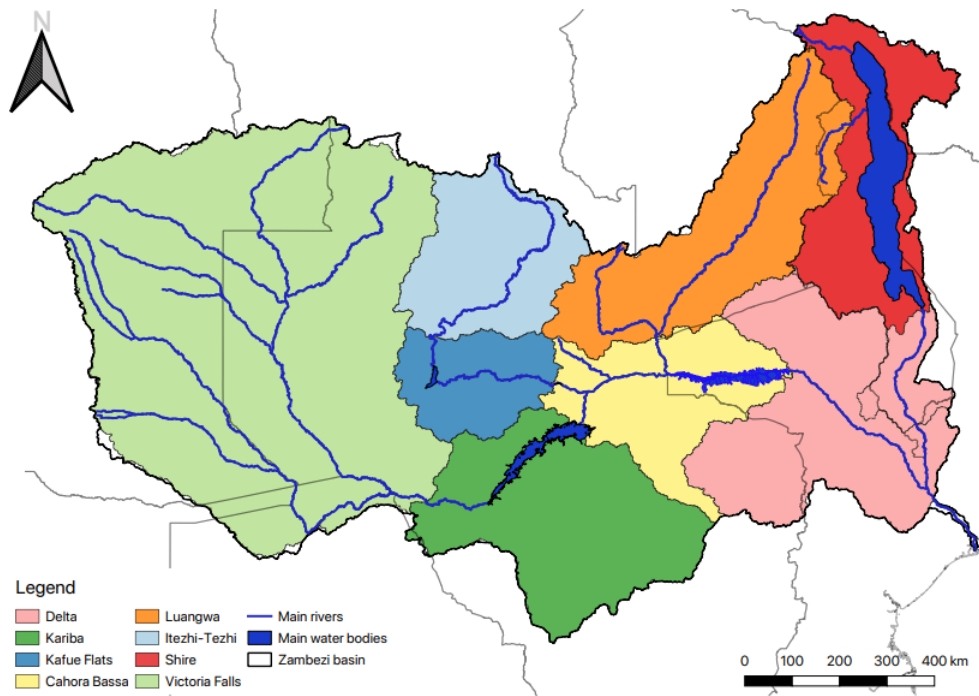 N
Legend
Delta
Kariba
Kafue Flats
Cahora Bassa
Luangwa
Itezhi-Tezhi
Shire
Victoria Falls
Main rivers
Main water bodies
Zambezi basin
0 100 200 300 400 km